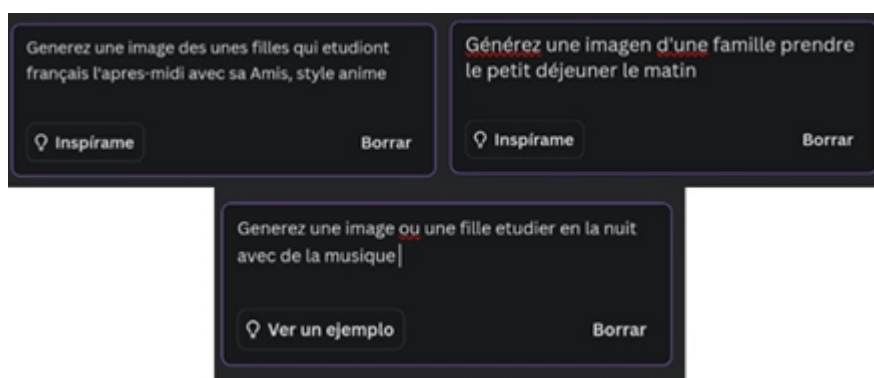 Generez une image des unes filles qui etudiont
français l'apres-midi avec sa Amis, style anime
Inspírame
Borrar
Générez une imagen d'une famille prendre
le petit déjeuner le matin
Inspírame
Borrar
Generez une image ou une fille etudier en la nuit
avec de la musique
Ver un ejemplo
Borrar